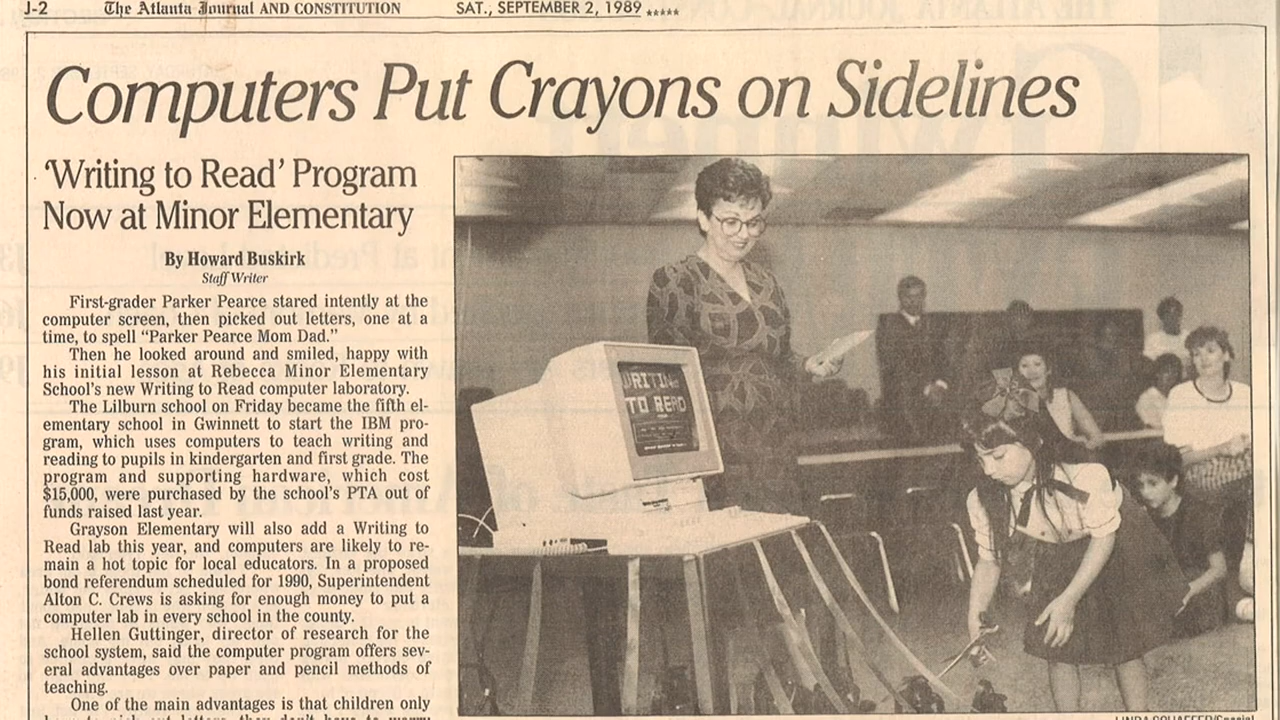 J-2 The Atlanta Journal AND CONSTITUTION SAT., SEPTEMBER 2, 1989 *****
Computers Put Crayons on Sidelines
'Writing to Read' Program
Now at Minor Elementary
By Howard Buskirk
Staff Writer
First-grader Parker Pearce stared intently at the
computer screen, then picked out letters, one at a
time, to spell “Parker Pearce Mom Dad.”
Then he looked around and smiled, happy with
his initial lesson at Rebecca Minor Elementary
School's new Writing to Read computer laboratory.
The Lilburn school on Friday became the fifth el-
ementary school in Gwinnett to start the IBM pro-
gram, which uses computers to teach writing and
reading to pupils in kindergarten and first grade. The
program and supporting hardware, which cost
$15,000, were purchased by the school's PTA out of
funds raised last year.
Grayson Elementary will also add a Writing to
Read lab this year, and computers are likely to re-
main a hot topic for local educators. In a proposed
bond referendum scheduled for 1990, Superintendent
Alton C. Crews is asking for enough money to put a
computer lab in every school in the county.
Hellen Guttinger, director of research for the
school system, said the computer program offers sev-
eral advantages over paper and pencil methods of
teaching.
One of the main advantages is that children only
WRITING
TO READ
LINDA SCHAEFER/Special